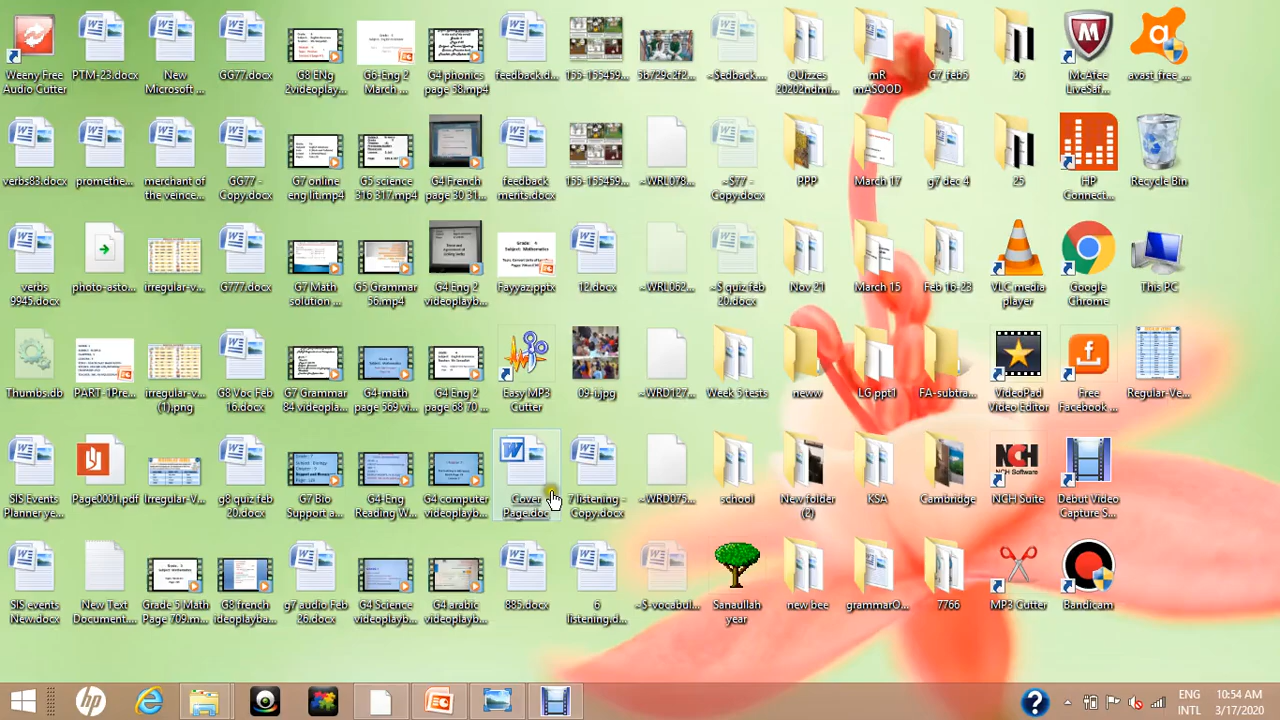 Weeny Free
Audio Cutter
PTM-23.docx
New
Microsoft ...
GG77.docx
G8 ENg
2videoplay...
G6-Eng 2
March ...
G4 phonics
page 58.mp4
feedback.d...
155-155459...
5b729c2f2...
~$edback....
QUizzes
20202ndmi...
mR
mASOOD
G7_feb5
26
McAfee
LiveSaf...
avast_free_...
verbs83.docx
promethe...
merchant of
the veince...
GG77 -
Copy.docx
G7 online
eng lit.mp4
G5 science
316 317.mp4
G4 French
page 30 31...
feedback
ments.docx
155-155459...
~WRL078...
~$77 -
Copy.docx
PPP
March 17
g7 dec 4
25
HP
Connect...
Recycle Bin
verbs
9945.docx
photo-asto...
irregular-v...
G777.docx
G7 Math
solution ...
G5 Grammar
56.mp4
G4 Eng 2
videoplayb...
Grade: 4
Subject: Mathematics
Fayyaz.pptx
12.docx
~WRL062...
~$ quiz feb
20.docx
Nov 21
March 15
Feb 16-23
VLC media
player
Google
Chrome
This PC
Thumbs.db
PART-1Pre...
irregular-v...
(1).png
G8 Voc Feb
16.docx
G7 Grammar
84 videopla...
G4-math
page 569 vi...
G4 Eng 2
page 68 70 ...
Easy MP3
Cutter
09-i.jpg
~WRD127...
Week 5 tests
neww
LG ppt1
FA-subtra...
VideoPad
Video Editor
Free
Facebook ...
Regular-Ve...
SIS Events
Planner ye...
Page0001.pdf
Irregular-V...
g8 quiz feb
20.docx
G7 Bio
Support a...
G4 Eng
Reading W...
G4 computer
videoplayb...
Cover
Page.doc
7 listening -
Copy.docx
~WRD075...
school
New folder
(2)
KSA
Cambridge
NCH
Software
NCH Suite
Debut Video
Capture S...
SIS events
New.docx
New Text
Document....
Grade 5 Math
Page 709.m...
G8 french
videoplayba...
g7 audio Feb
26.docx
G4 Science
videoplayb...
G4 arabic
videoplayb...
885.docx
6
listening.d...
~$-vocabul...
Sanaullah
year
new bee
grammarO...
7766
MP3 Cutter
Bandicam
ENG
INTL
10:54 AM
3/17/2020